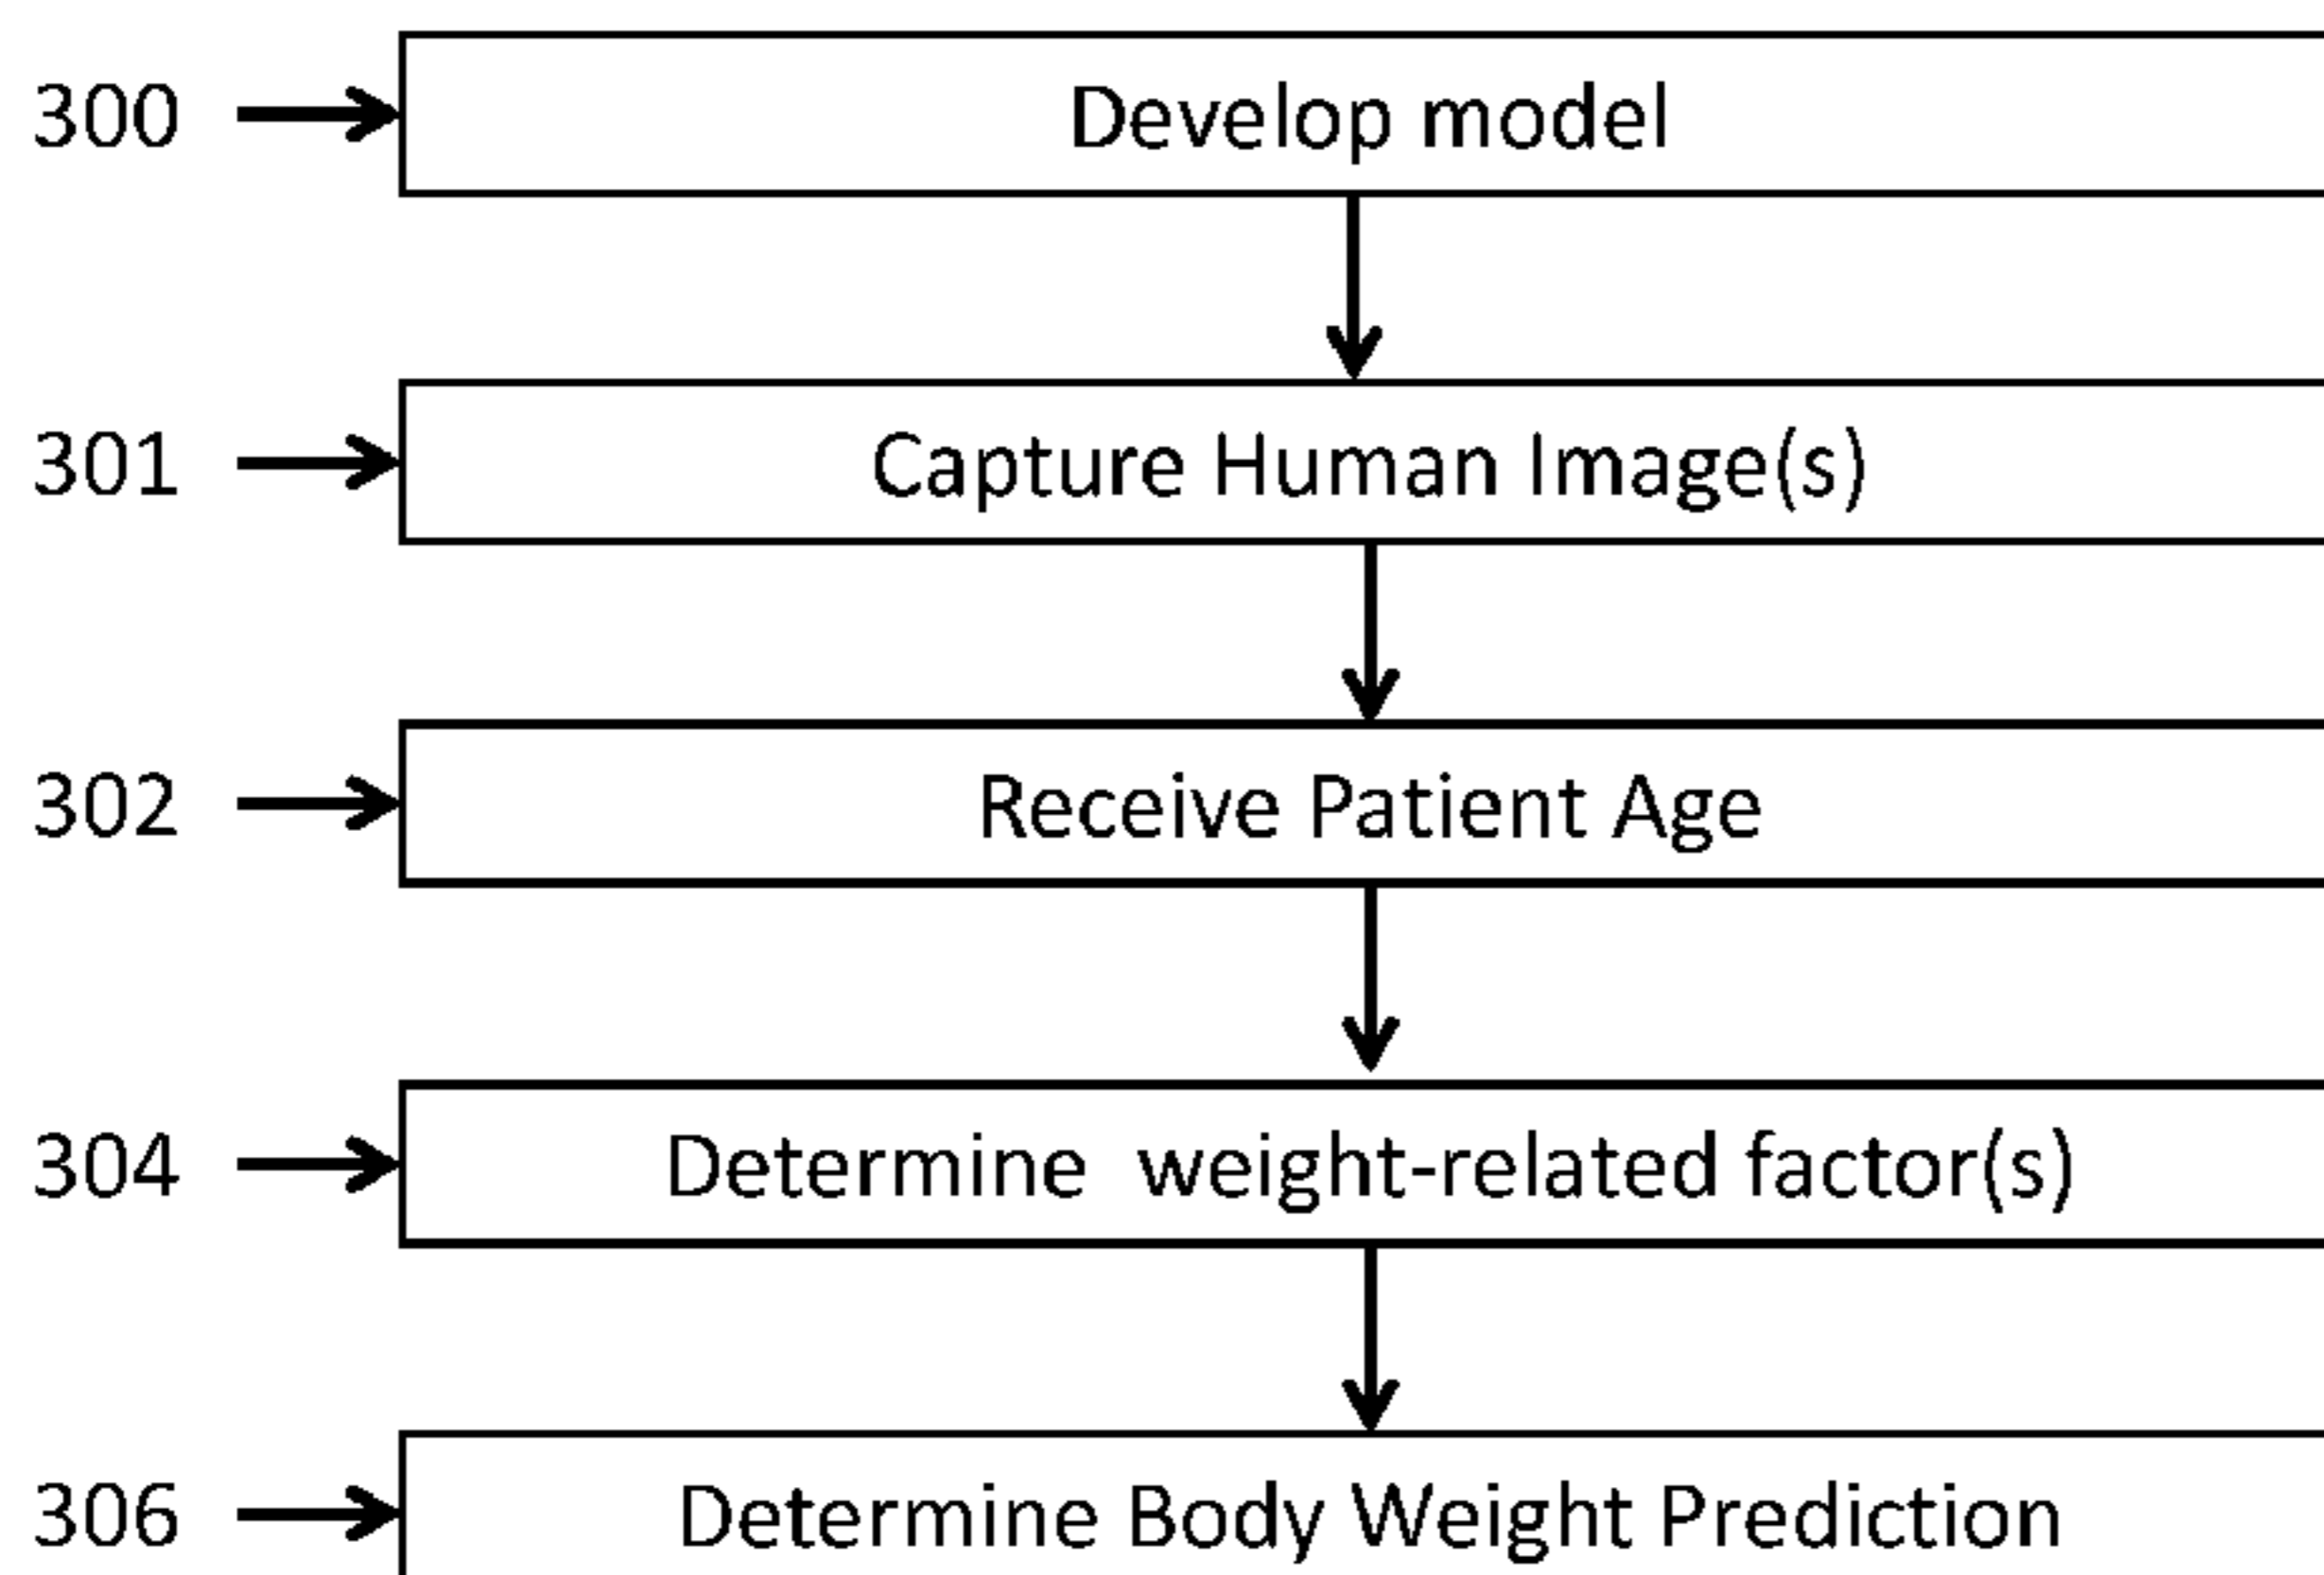 300 Develop model
301 Capture Human Image(s)
302 Receive Patient Age
304 Determine weight-related factor(s)
306 Determine Body Weight Prediction